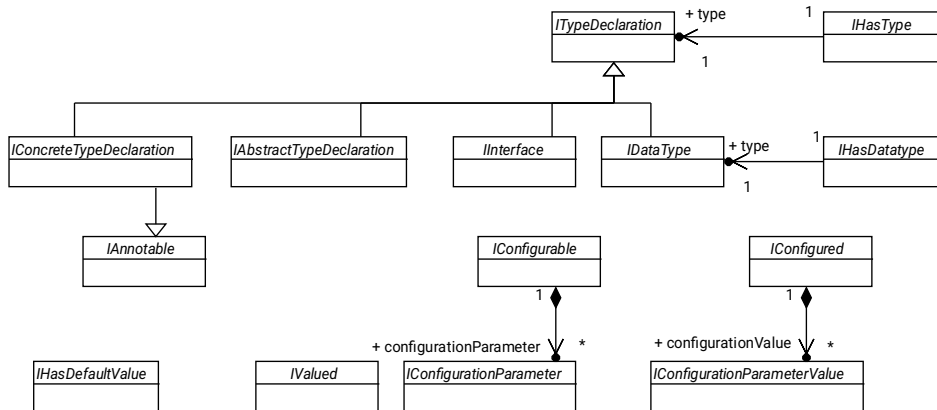 ITypeDeclaration
+ type
1
1
IHasType
IConcreteTypeDeclaration
IAbstractTypeDeclaration
IInterface
IDataType
+ type
1
1
IHasDatatype
IAnnotable
IConfigurable
IConfigured
1
1
+ configurationParameter
*
+ configurationValue
*
IHasDefaultValue
IValued
IConfigurationParameter
IConfigurationParameterValue